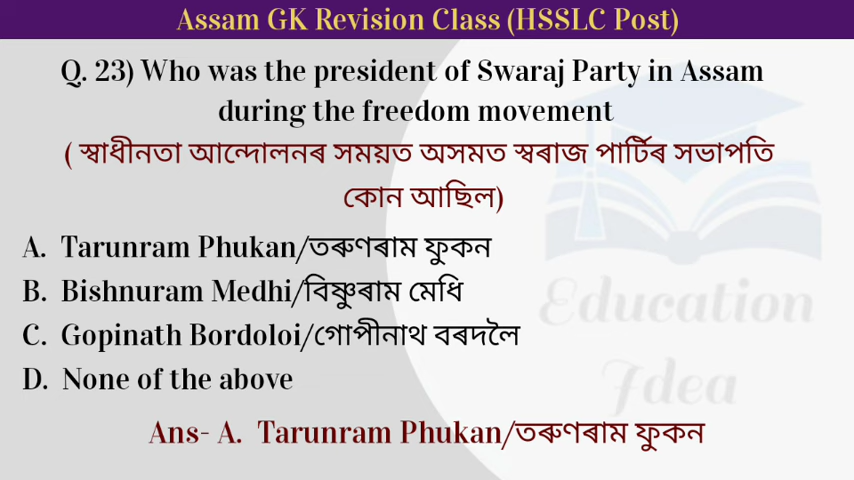 Assam GK Revision Class (HSSLC Post)
Q. 23) Who was the president of Swaraj Party in Assam
during the freedom movement
( স্বাধীনতা আন্দোলনৰ সময়ত অসমত স্বৰাজ পাৰ্টিৰ সভাপতি
কোন আছিল)
A. Tarunram Phukan/তৰুণৰাম ফুকন
B. Bishnuram Medhi/বিষ্ণুৰাম মেধি
C. Gopinath Bordoloi/গোপীনাথ বৰদলৈ
D. None of the above
Ans- A. Tarunram Phukan/তৰুণৰাম ফুকন
Education
Idea